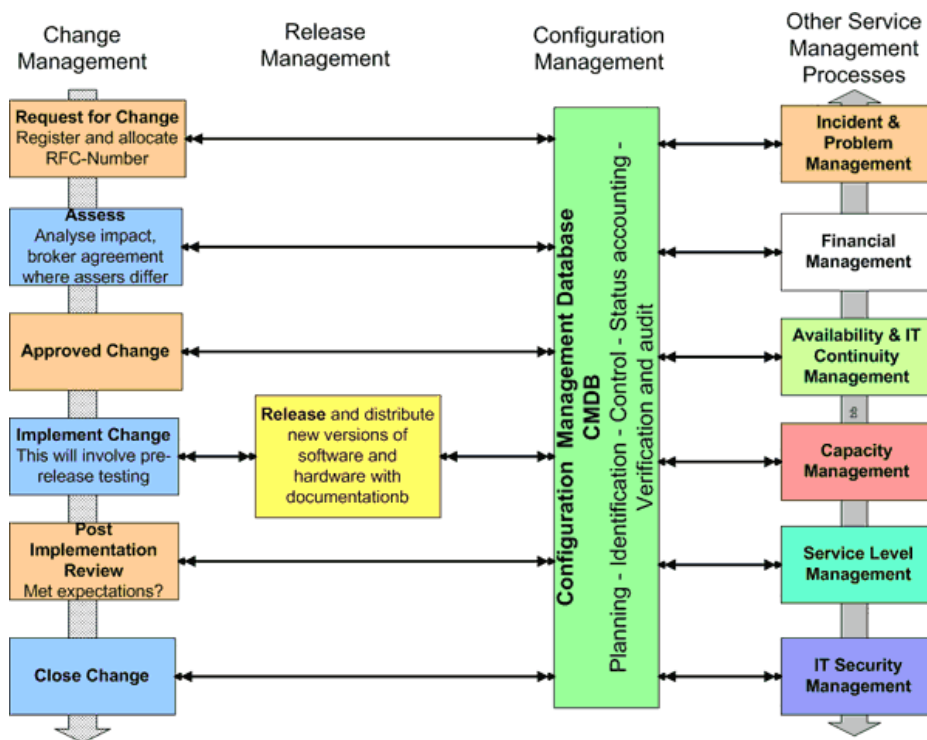 Change
Management
Release
Management
Configuration
Management
Other Service
Management
Processes
Request for Change
Register and allocate
RFC-Number
Assess
Analyse impact,
broker agreement
where assers differ
Approved Change
Implement Change
This will involve pre-
release testing
Post
Implementation
Review
Met expectations?
Close Change
Release and distribute
new versions of
software and
hardware with
documentationb
Configuration Management Database
CMDB
Planning - Identification - Control - Status accounting -
Verification and audit
Incident &
Problem
Management
Financial
Management
Availability & IT
Continuity
Management
Capacity
Management
Service Level
Management
IT Security
Management